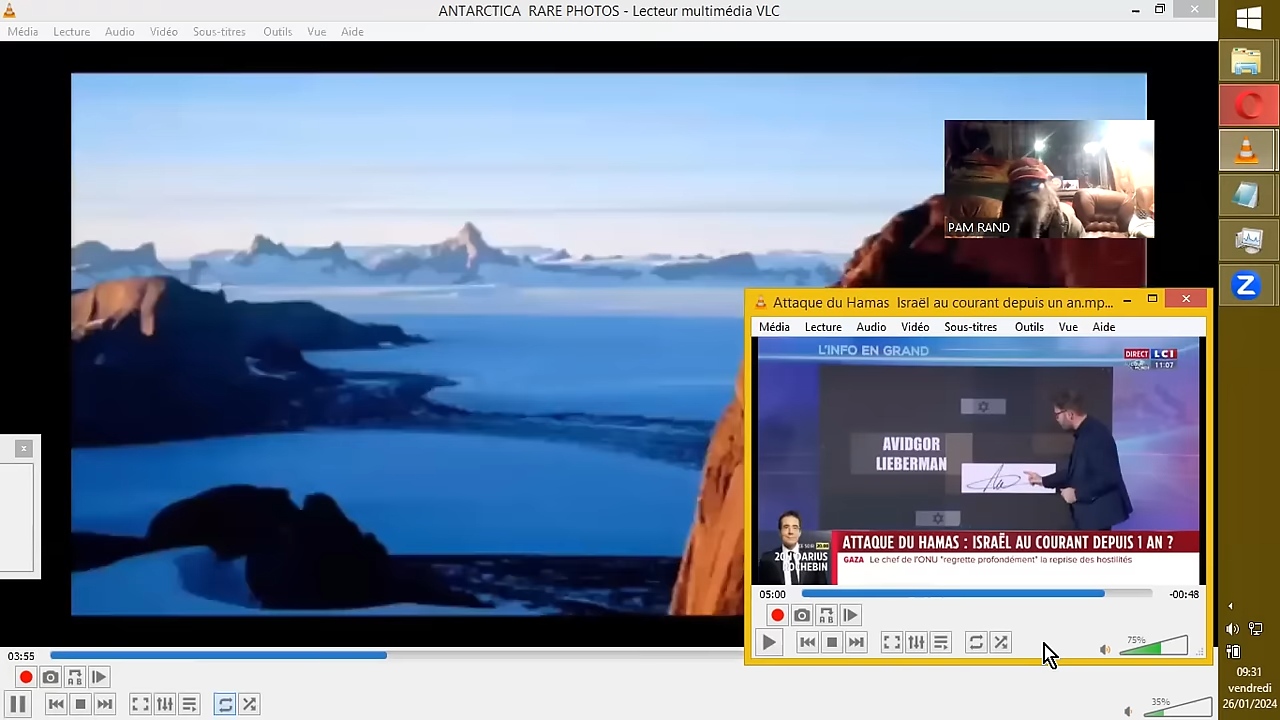 ANTARCTICA  RARE PHOTOS - Lecteur multimédia VLC
Média Lecture Audio Vidéo Sous-titres Outils Vue Aide
PAM RAND
Attaque du Hamas  Israël au courant depuis un an.mp...
Média Lecture Audio Vidéo Sous-titres Outils Vue Aide
L'INFO EN GRAND
DIRECT LCI
11:07
AVIDGOR
LIEBERMAN
20H DARIUS
ROCHEBIN
ATTAQUE DU HAMAS : ISRAËL AU COURANT DEPUIS 1 AN ?
GAZA Le chef de l'ONU "regrette profondément" la reprise des hostilités
05:00
-00:48
A B
75%
03:55
A B
35%
Z
09:31
vendredi
26/01/2024